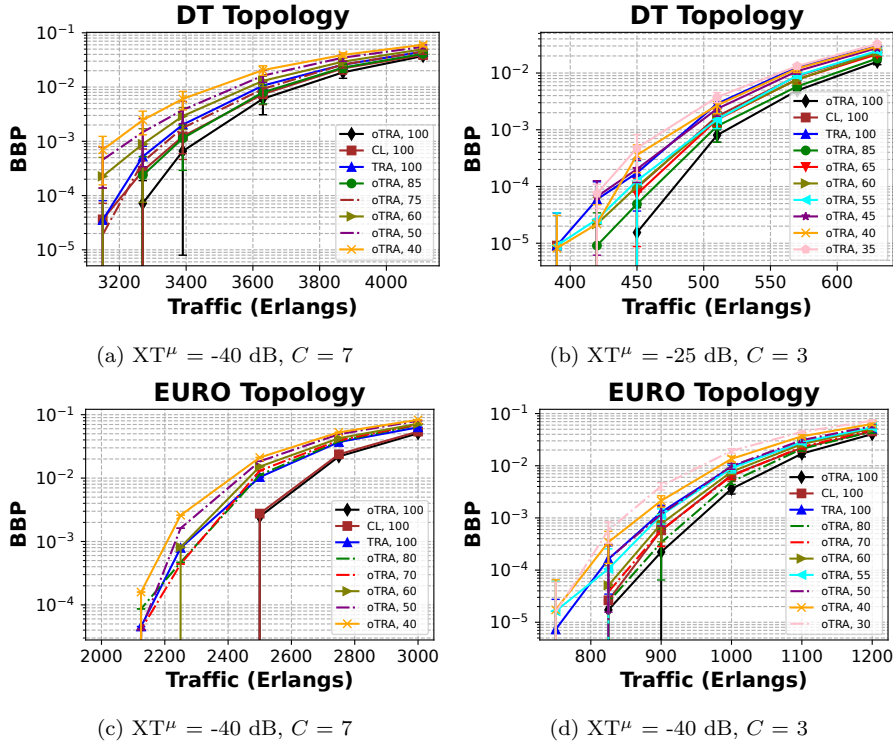 DT Topology
BBP
10⁻¹
10⁻²
10⁻³
10⁻⁴
10⁻⁵
oTRA, 100
CL, 100
TRA, 100
oTRA, 85
oTRA, 75
oTRA, 60
oTRA, 50
oTRA, 40
3200 3400 3600 3800 4000
Traffic (Erlangs)
(a) XT^μ = -40 dB, C = 7
DT Topology
BBP
10⁻²
10⁻³
10⁻⁴
10⁻⁵
oTRA, 100
CL, 100
TRA, 100
oTRA, 85
oTRA, 65
oTRA, 60
oTRA, 55
oTRA, 45
oTRA, 40
oTRA, 35
400 450 500 550 600
Traffic (Erlangs)
(b) XT^μ = -25 dB, C = 3
EURO Topology
BBP
10⁻¹
10⁻²
10⁻³
10⁻⁴
oTRA, 100
CL, 100
TRA, 100
oTRA, 80
oTRA, 70
oTRA, 60
oTRA, 50
oTRA, 40
2000 2200 2400 2600 2800 3000
Traffic (Erlangs)
(c) XT^μ = -40 dB, C = 7
EURO Topology
BBP
10⁻¹
10⁻²
10⁻³
10⁻⁴
10⁻⁵
oTRA, 100
CL, 100
TRA, 100
oTRA, 80
oTRA, 70
oTRA, 60
oTRA, 55
oTRA, 50
oTRA, 40
oTRA, 30
800 900 1000 1100 1200
Traffic (Erlangs)
(d) XT^μ = -40 dB, C = 3